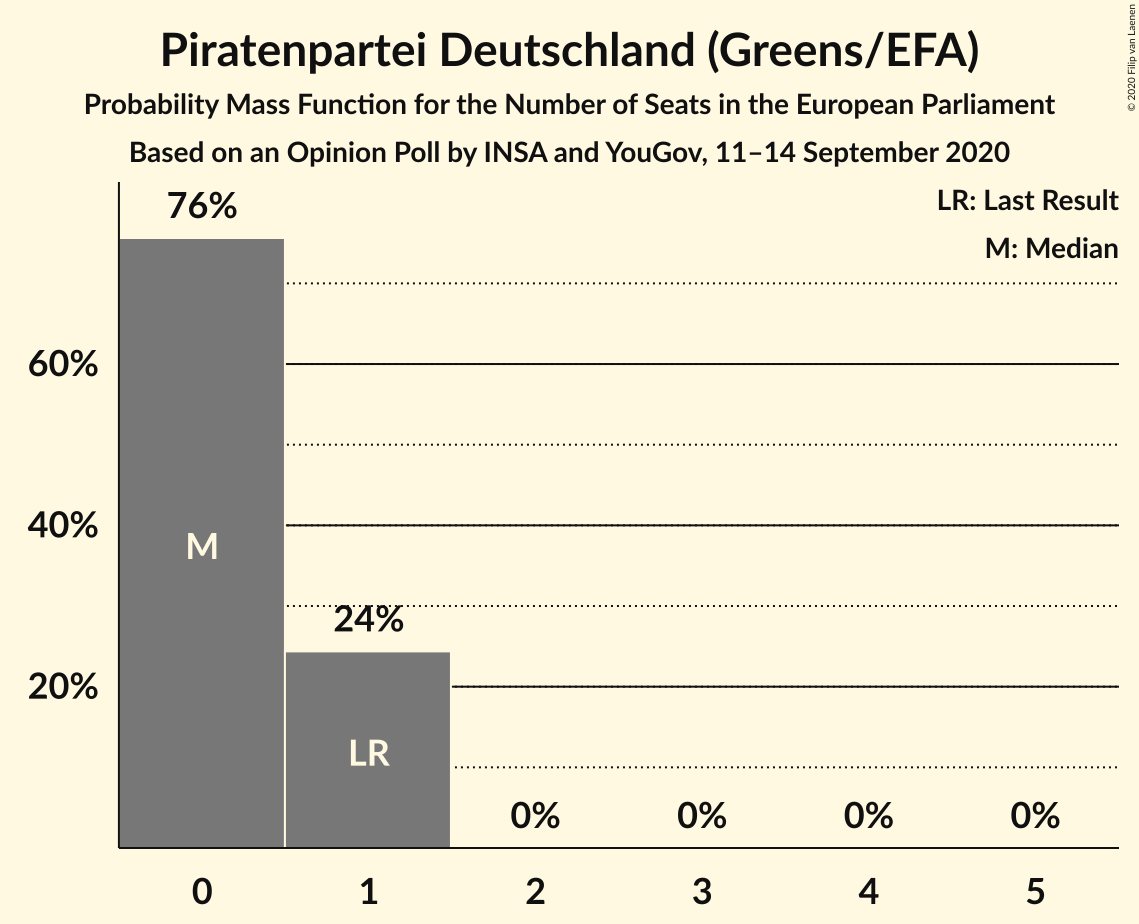 Piratenpartei Deutschland (Greens/EFA)
Probability Mass Function for the Number of Seats in the European Parliament
Based on an Opinion Poll by INSA and YouGov, 11–14 September 2020
© 2020 Filip van Laenen
LR: Last Result
M: Median
76%
60%
40%
20%
M
24%
LR
0%
0%
0%
0%
0
1
2
3
4
5